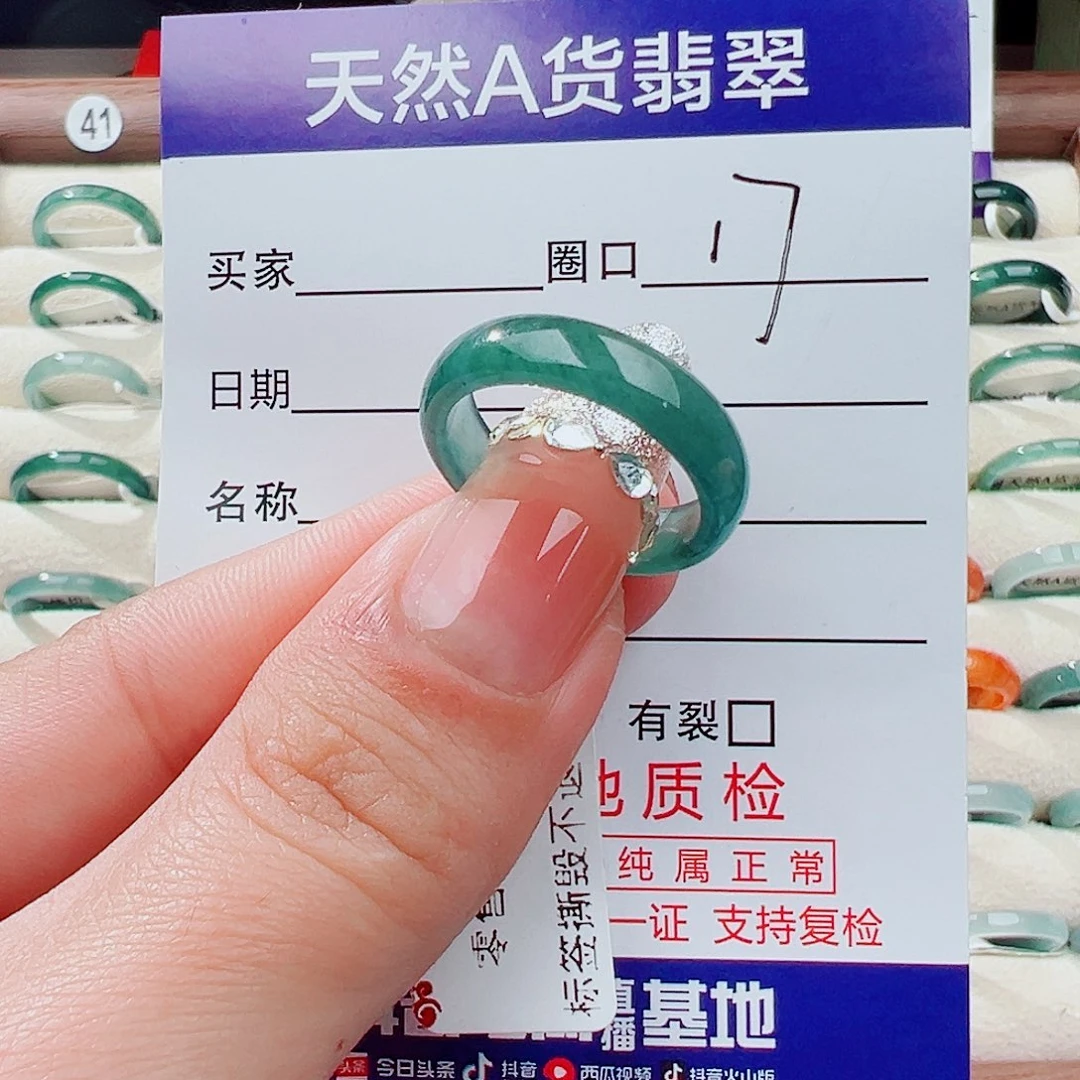 天然A货翡翠
41
买家 圈口 17
日期
名称
有裂
质检
纯属正常
一证 支持复检
标签撕毁不退
零
播基地
今日头条 抖音 西瓜视频 抖音火山版